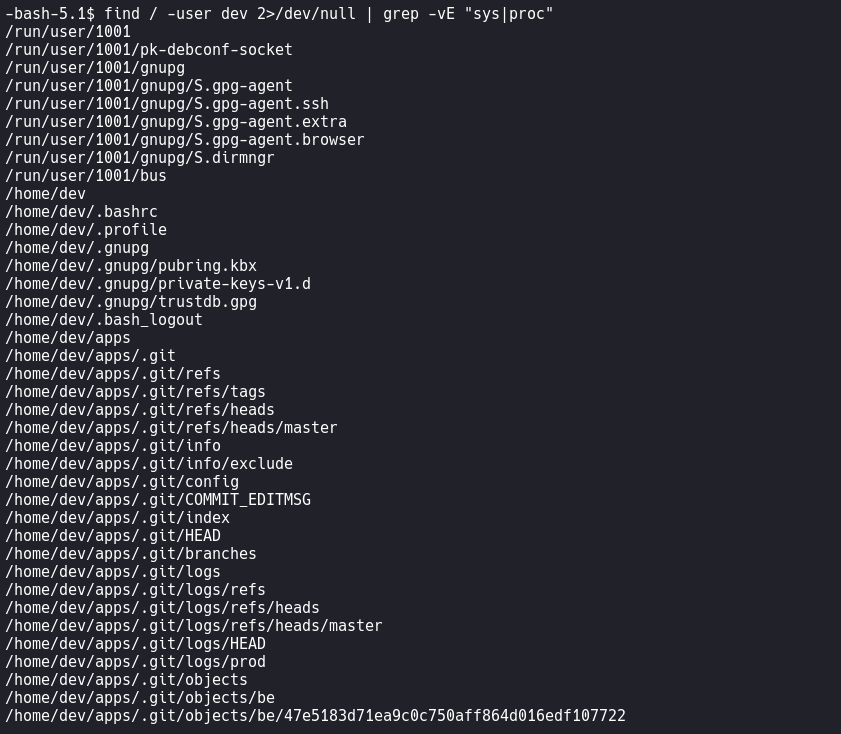 -bash-5.1$ find / -user dev 2>/dev/null | grep -vE "sys|proc"
/run/user/1001
/run/user/1001/pk-debconf-socket
/run/user/1001/gnupg
/run/user/1001/gnupg/S.gpg-agent
/run/user/1001/gnupg/S.gpg-agent.ssh
/run/user/1001/gnupg/S.gpg-agent.extra
/run/user/1001/gnupg/S.gpg-agent.browser
/run/user/1001/gnupg/S.dirmngr
/run/user/1001/bus
/home/dev
/home/dev/.bashrc
/home/dev/.profile
/home/dev/.gnupg
/home/dev/.gnupg/pubring.kbx
/home/dev/.gnupg/private-keys-v1.d
/home/dev/.gnupg/trustdb.gpg
/home/dev/.bash_logout
/home/dev/apps
/home/dev/apps/.git
/home/dev/apps/.git/refs
/home/dev/apps/.git/refs/tags
/home/dev/apps/.git/refs/heads
/home/dev/apps/.git/refs/heads/master
/home/dev/apps/.git/info
/home/dev/apps/.git/info/exclude
/home/dev/apps/.git/config
/home/dev/apps/.git/COMMIT_EDITMSG
/home/dev/apps/.git/index
/home/dev/apps/.git/HEAD
/home/dev/apps/.git/branches
/home/dev/apps/.git/logs
/home/dev/apps/.git/logs/refs
/home/dev/apps/.git/logs/refs/heads
/home/dev/apps/.git/logs/refs/heads/master
/home/dev/apps/.git/logs/HEAD
/home/dev/apps/.git/logs/prod
/home/dev/apps/.git/objects
/home/dev/apps/.git/objects/be
/home/dev/apps/.git/objects/be/47e5183d71ea9c0c750aff864d016edf107722